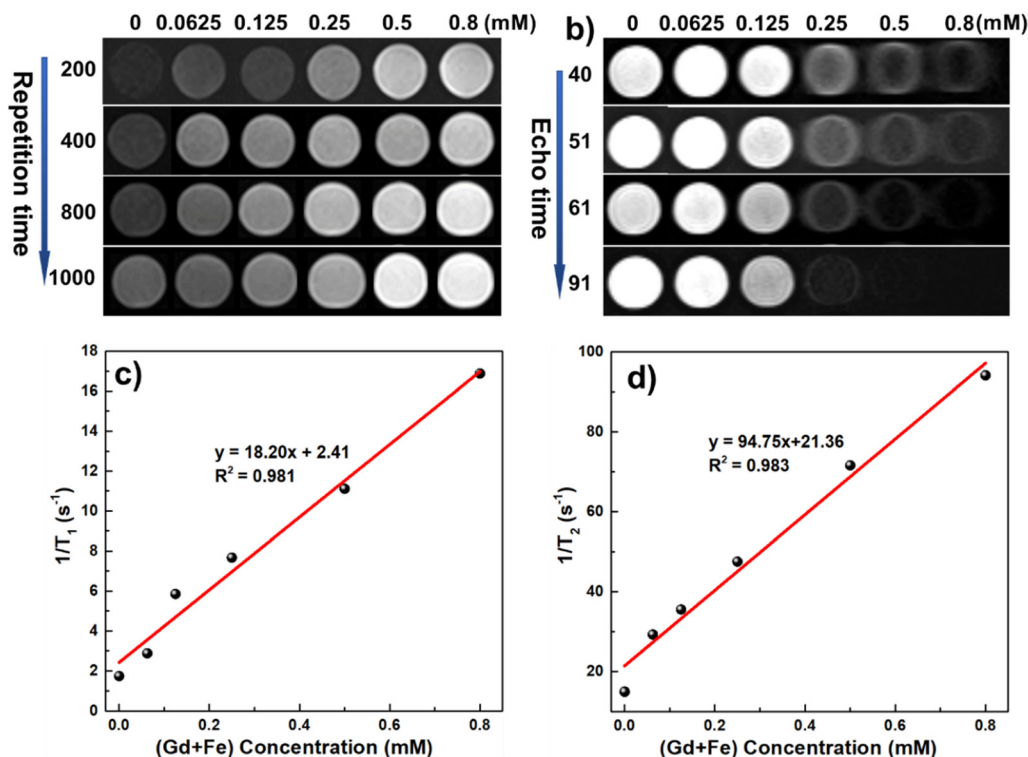 0 0.0625 0.125 0.25 0.5 0.8 (mM)
Repetition time
200
400
800
1000
b)
0 0.0625 0.125 0.25 0.5 0.8 (mM)
Echo time
40
51
61
91
c)
y = 18.20x + 2.41
R² = 0.981
1/T₁ (s⁻¹)
18
16
14
12
10
8
6
4
2
0
0.0 0.2 0.4 0.6 0.8
(Gd+Fe) Concentration (mM)
d)
y = 94.75x+21.36
R² = 0.983
1/T₂ (s⁻¹)
100
80
60
40
20
0.0 0.2 0.4 0.6 0.8
(Gd+Fe) Concentration (mM)